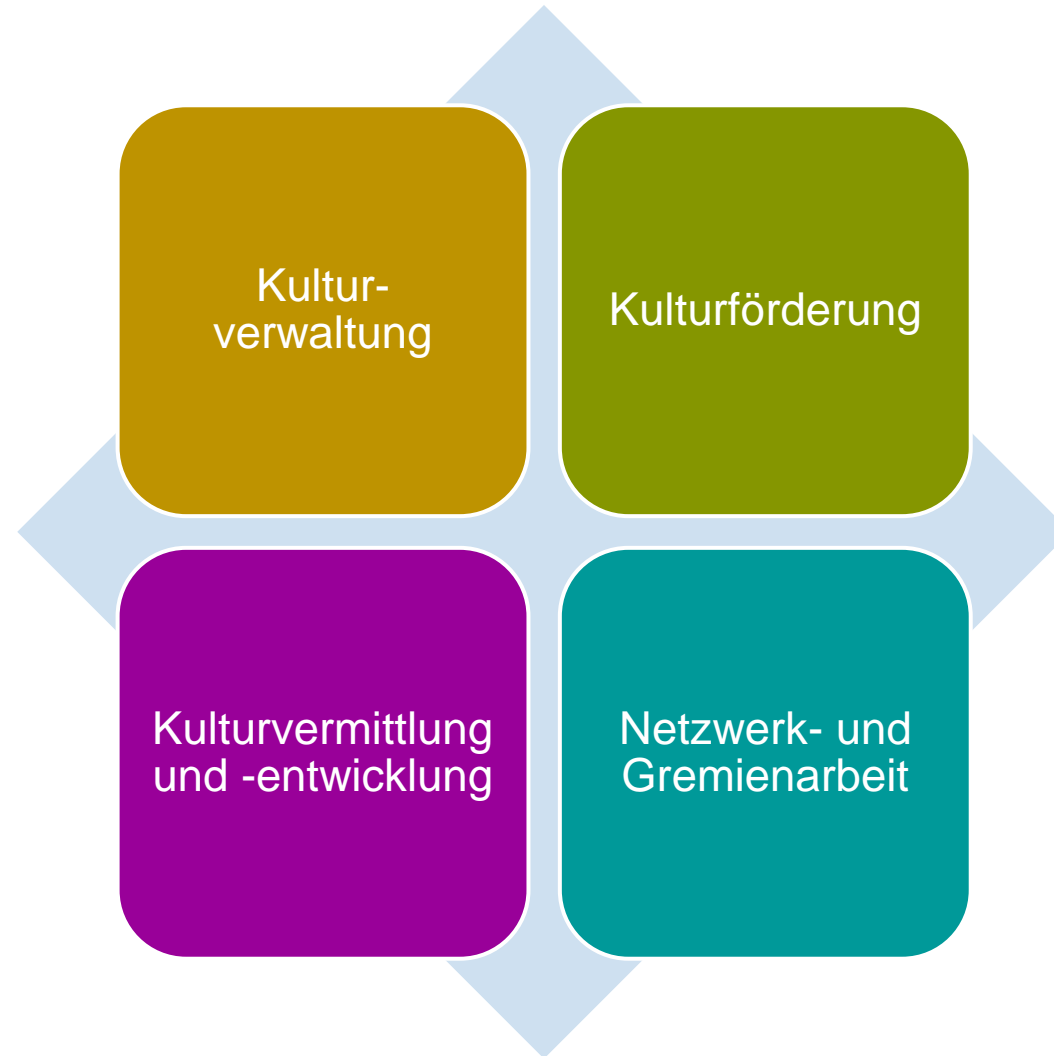 Kultur-
verwaltung
Kulturförderung
Kulturvermittlung
und -entwicklung
Netzwerk- und
Gremienarbeit